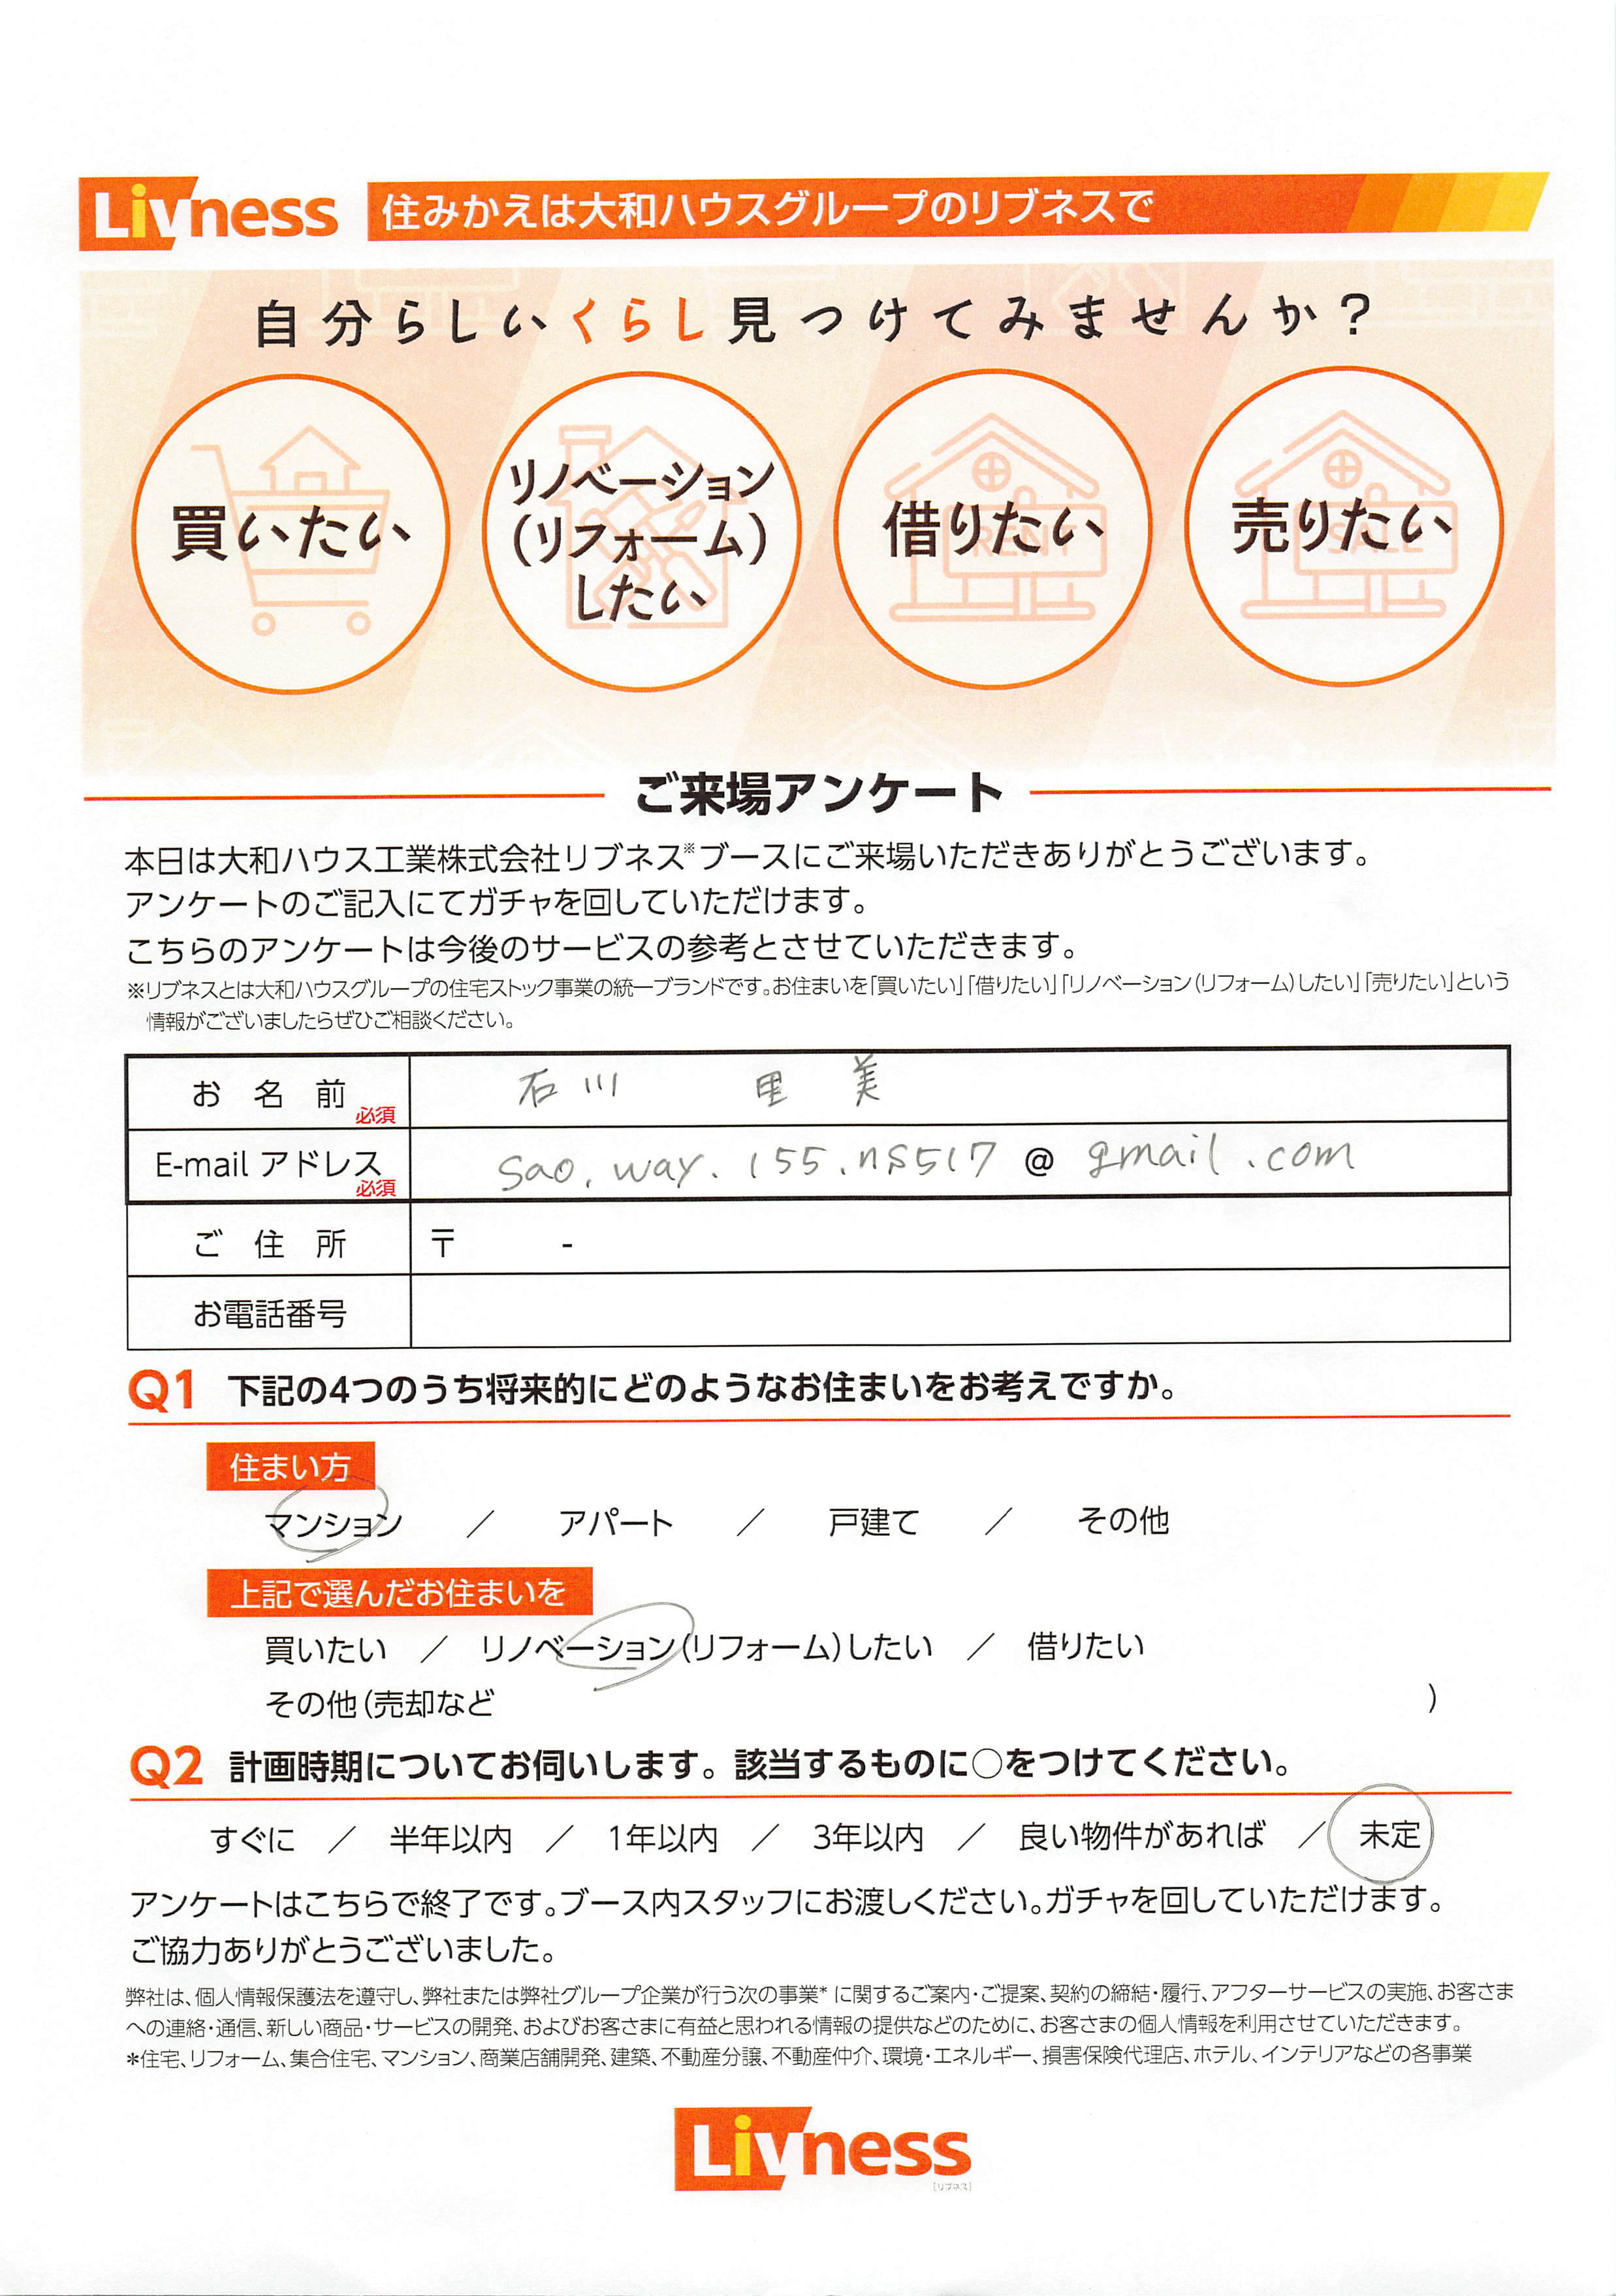 Livness 住みかえは大和ハウスグループのリブネスで
自分らしいくらし見つけてみませんか？
買いたい
リノベーション
(リフォーム)
したい
借りたい
RENT
売りたい
SALE
ご来場アンケート
本日は大和ハウス工業株式会社リブネス※ブースにご来場いただきありがとうございます。
アンケートのご記入にてガチャを回していただけます。
こちらのアンケートは今後のサービスの参考とさせていただきます。
※リブネスとは大和ハウスグループの住宅ストック事業の統一ブランドです。お住まいを「買いたい」「借りたい」「リノベーション(リフォーム)したい」「売りたい」という
情報がございましたらぜひご相談ください。
お名前 必須 石川 里美
E-mail アドレス 必須 sao.way.155.ns517 @ gmail.com
ご住所 〒 -
お電話番号
Q1 下記の4つのうち将来的にどのようなお住まいをお考えですか。
住まい方
マンション ／ アパート ／ 戸建て ／ その他
上記で選んだお住まいを
買いたい ／ リノベーション(リフォーム)したい ／ 借りたい
その他(売却など )
Q2 計画時期についてお伺いします。該当するものに○をつけてください。
すぐに ／ 半年以内 ／ 1年以内 ／ 3年以内 ／ 良い物件があれば ／ 未定
アンケートはこちらで終了です。ブース内スタッフにお渡しください。ガチャを回していただけます。
ご協力ありがとうございました。
弊社は、個人情報保護法を遵守し、弊社または弊社グループ企業が行う次の事業*に関するご案内・ご提案、契約の締結・履行、アフターサービスの実施、お客さま
への連絡・通信、新しい商品・サービスの開発、およびお客さまに有益と思われる情報の提供などのために、お客さまの個人情報を利用させていただきます。
*住宅、リフォーム、集合住宅、マンション、商業店舗開発、建築、不動産分譲、不動産仲介、環境・エネルギー、損害保険代理店、ホテル、インテリアなどの各事業
Livness
[リブネス]